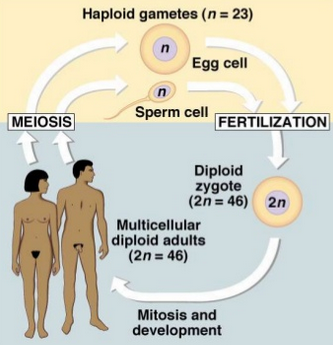 Haploid gametes (n = 23)
n
Egg cell
n
Sperm cell
MEIOSIS
FERTILIZATION
Diploid
zygote
(2n = 46)
2n
Multicellular
diploid adults
(2n = 46)
Mitosis and
development